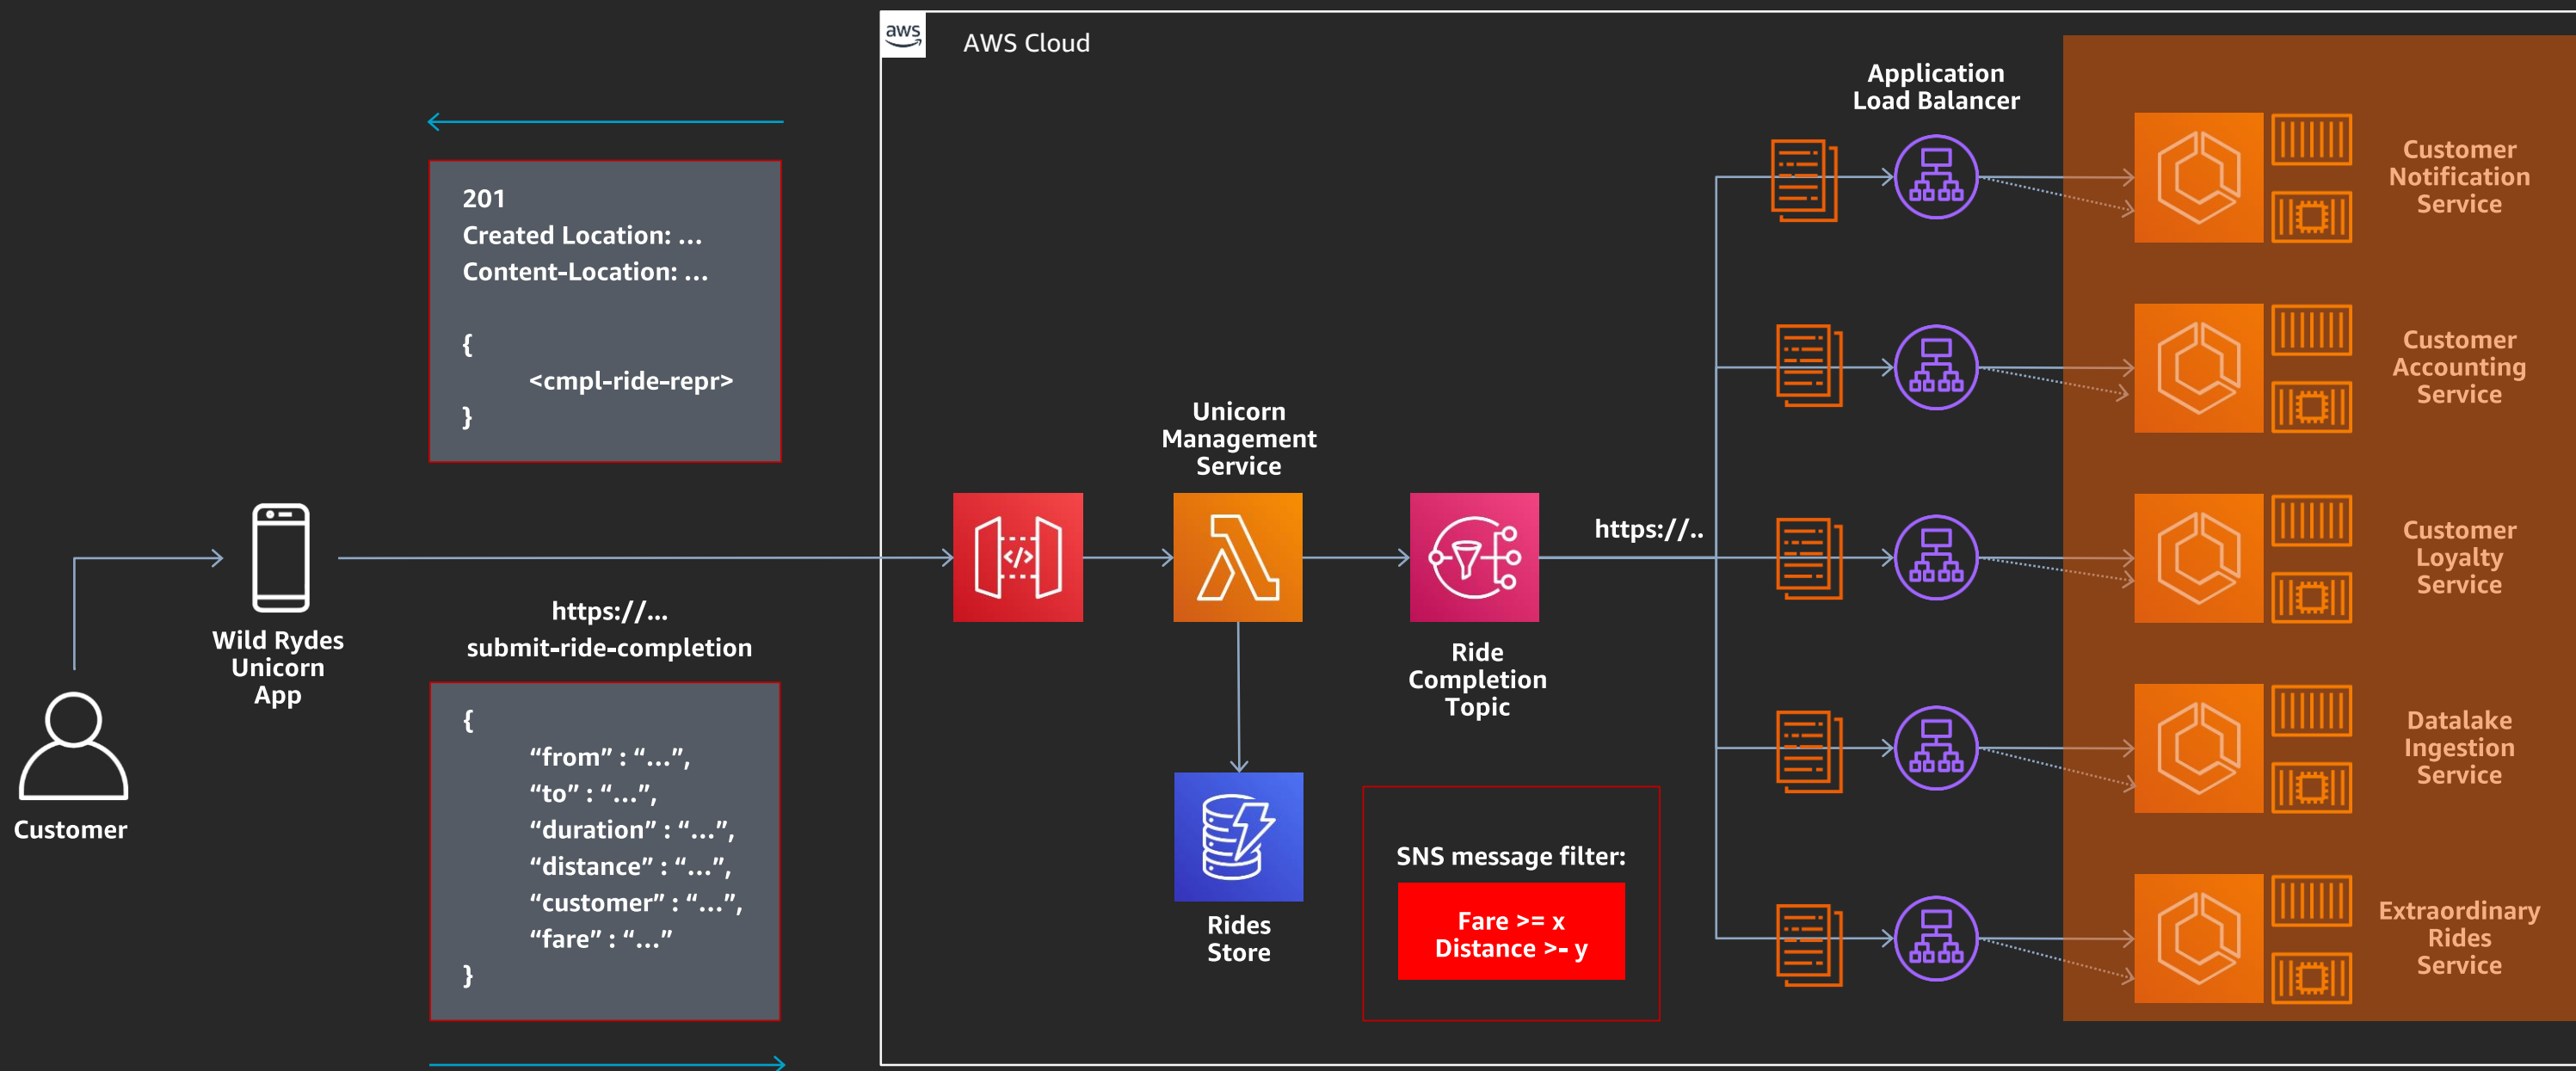 aws
AWS Cloud
Application
Load Balancer
201
Created Location: ...
Content-Location: ...
{
<cmpl-ride-repr>
}
Customer
Notification
Service
Customer
Accounting
Service
Unicorn
Management
Service
https://..
Customer
Loyalty
Service
Wild Rydes
Unicorn
App
https://...
submit-ride-completion
</>
Ride
Completion
Topic
Customer
{
“from” : “...”,
“to” : “...”,
“duration” : “...”,
“distance” : “...”,
“customer” : “...”,
“fare” : “...”
}
Rides
Store
SNS message filter:
Fare >= x
Distance >- y
Datalake
Ingestion
Service
Extraordinary
Rides
Service